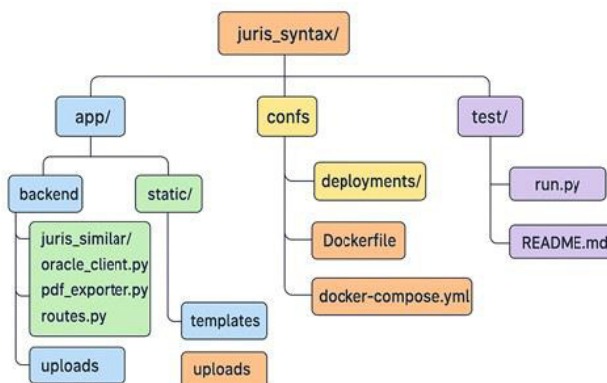 juris_syntax/
app/
confs
test/
backend
static/
deployments/
run.py
juris_similar/
oracle_client.py
pdf_exporter.py
routes.py
Dockerfile
README.md
docker-compose.yml
templates
uploads
uploads